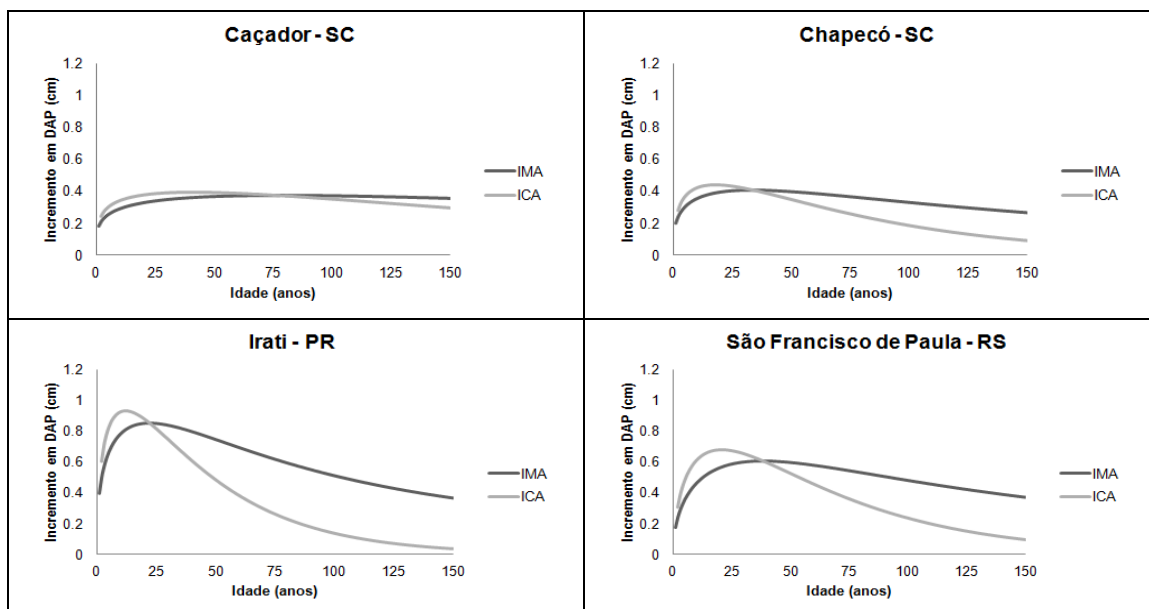 Caçador - SC
Incremento em DAP (cm)
1.2
1
0.8
0.6
0.4
0.2
0
0 25 50 75 100 125 150
Idade (anos)
IMA
ICA
Chapecó - SC
Incremento em DAP (cm)
1.2
1
0.8
0.6
0.4
0.2
0
0 25 50 75 100 125 150
Idade (anos)
IMA
ICA
Irati - PR
Incremento em DAP (cm)
1.2
1
0.8
0.6
0.4
0.2
0
0 25 50 75 100 125 150
Idade (anos)
IMA
ICA
São Francisco de Paula - RS
Incremento em DAP (cm)
1.2
1
0.8
0.6
0.4
0.2
0
0 25 50 75 100 125 150
Idade (anos)
IMA
ICA